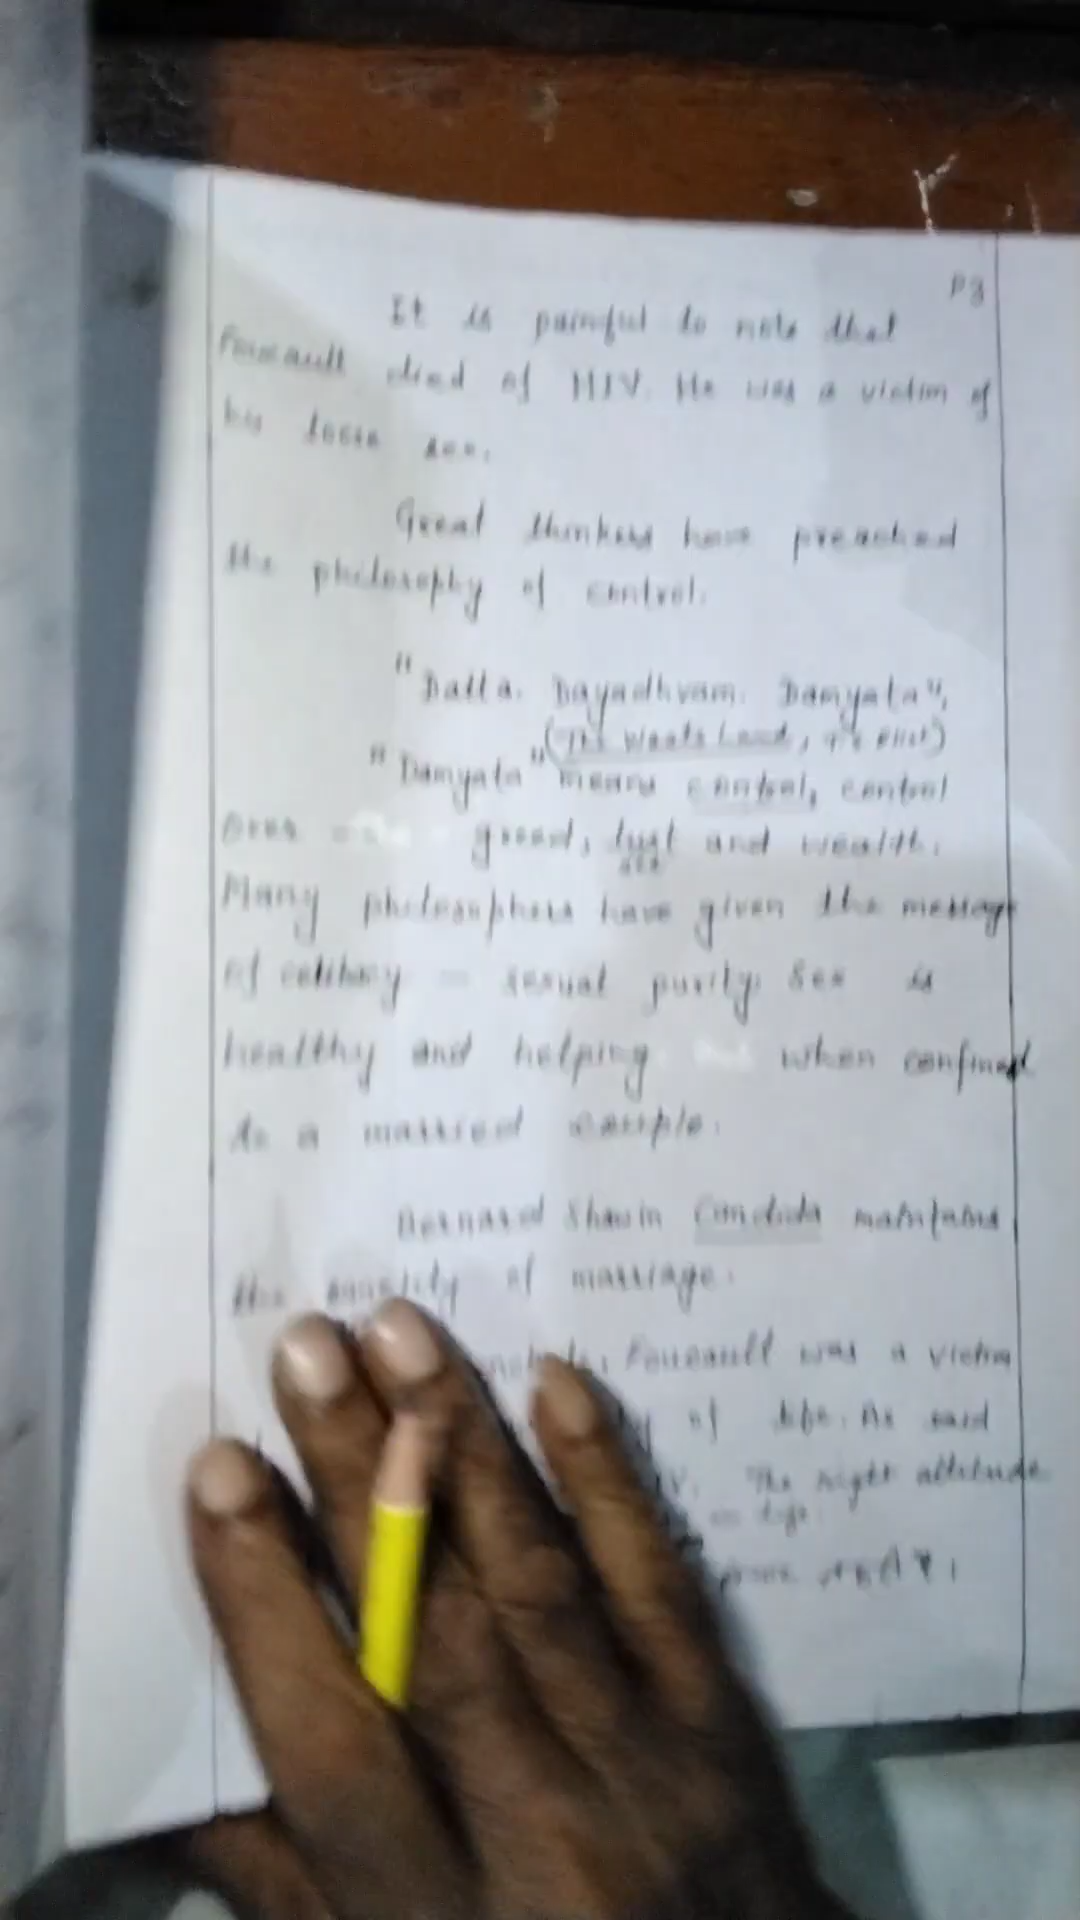 P3
It is painful to note that
Foucault died of HIV. He was a victim of
by loose sex.
Great thinkers have preached
the philosophy of control.
"Datta. Dayadhvam. Damyata",
(The Waste Land, T S Eliot)
"Damyata" means control, control
over greed, lust and wealth.
sex
Many philosophers have given the message
of celibacy - sexual purity. Sex is
healthy and helping when confined
to a married couple.
Bernard Shaw in Candida maintains
the of marriage.
Foucault was a victim
of life. As said
The right attitude
life.